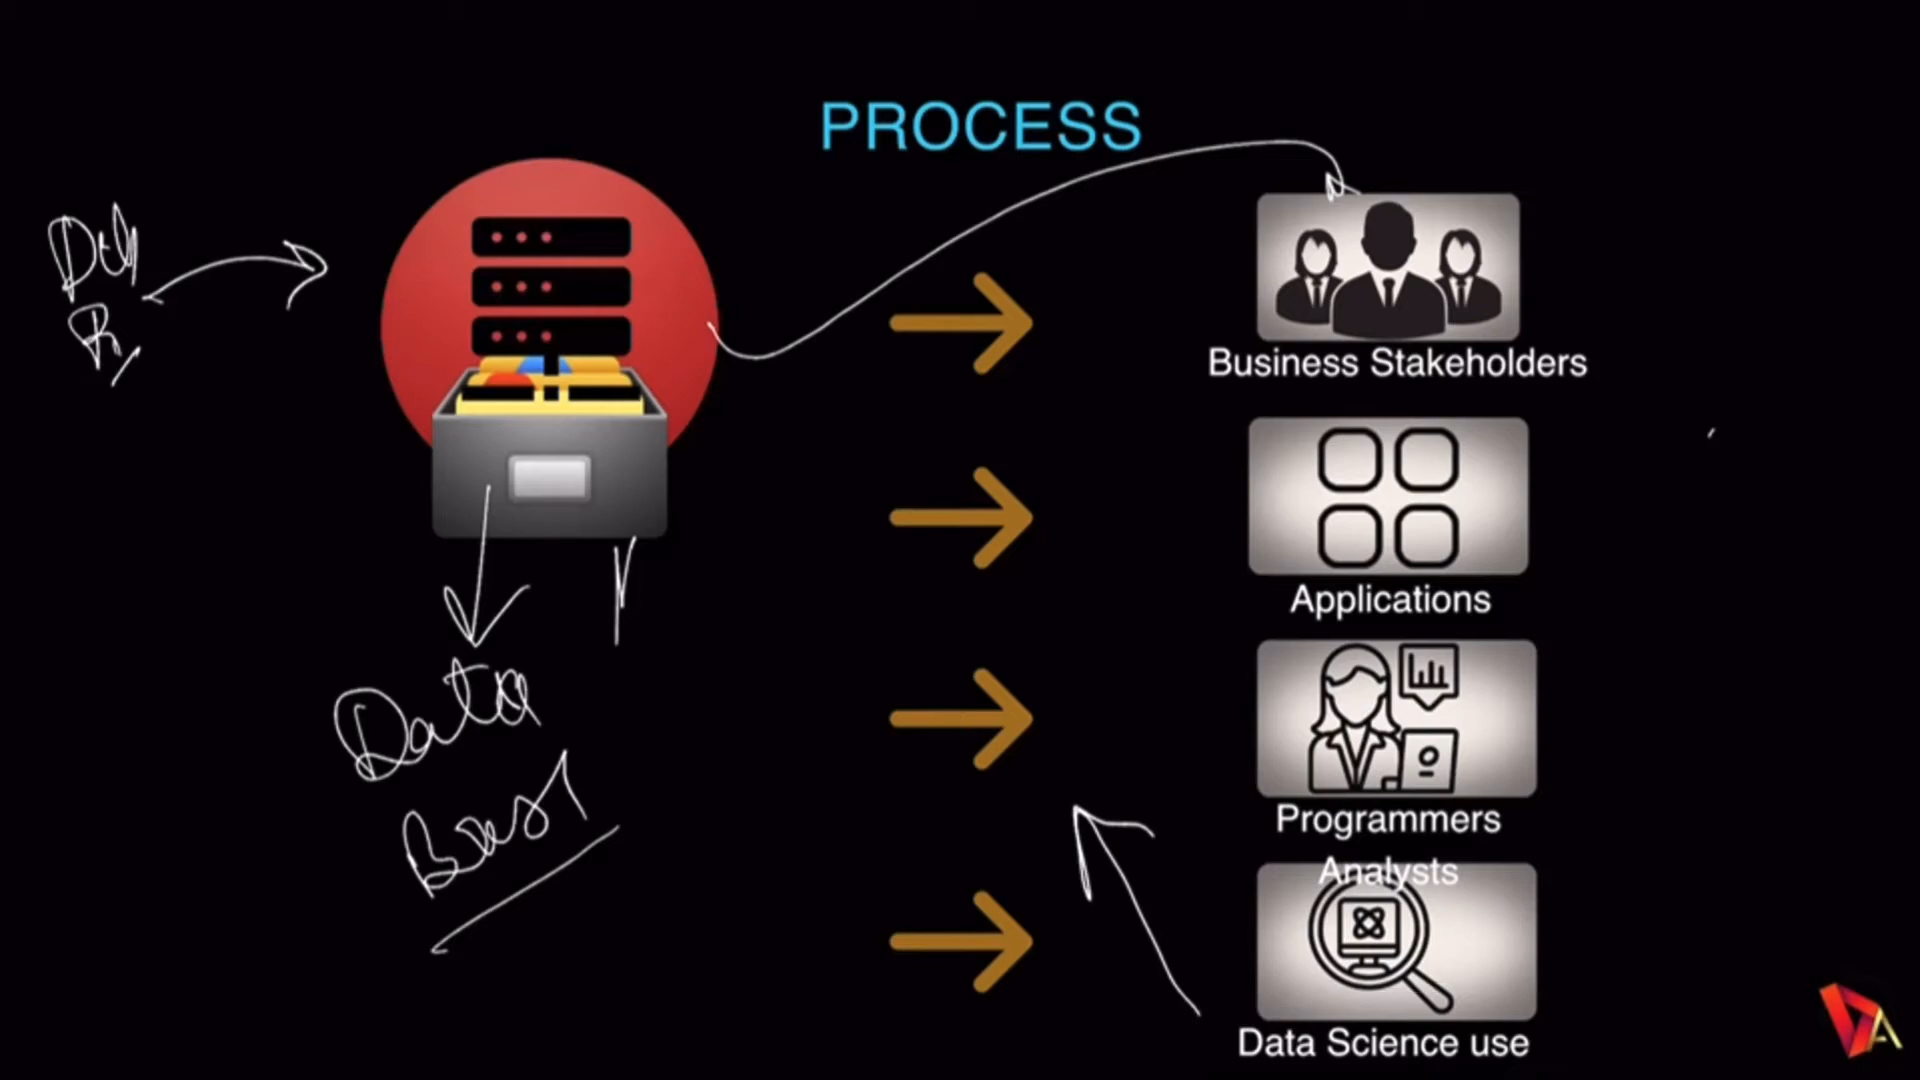 PROCESS
Business Stakeholders
Applications
Programmers
Analysts
Data Science use
Data